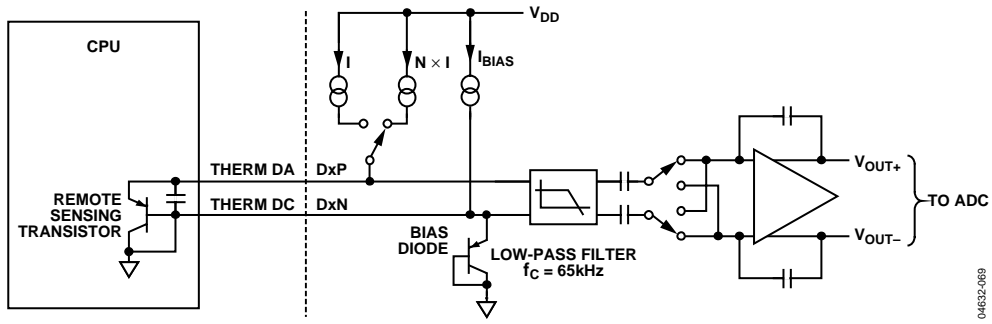 V_DD
CPU
I
N × I
I_BIAS
THERM DA
DxP
THERM DC
DxN
REMOTE
SENSING
TRANSISTOR
BIAS
DIODE
LOW-PASS FILTER
f_C = 65kHz
V_OUT+
TO ADC
V_OUT–
04632-069